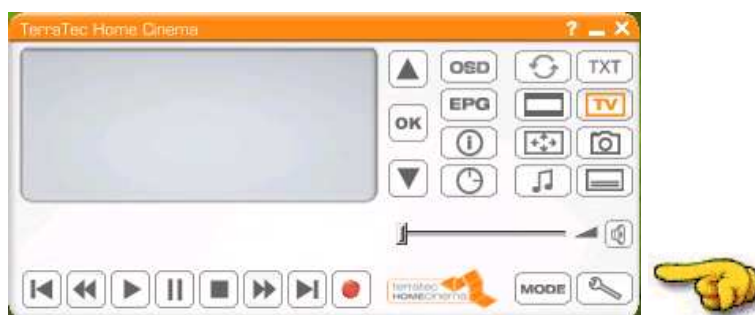 TerraTec Home Cinema
?
OSD
TXT
EPG
TV
OK
terratec
HOMECINEMA
MODE